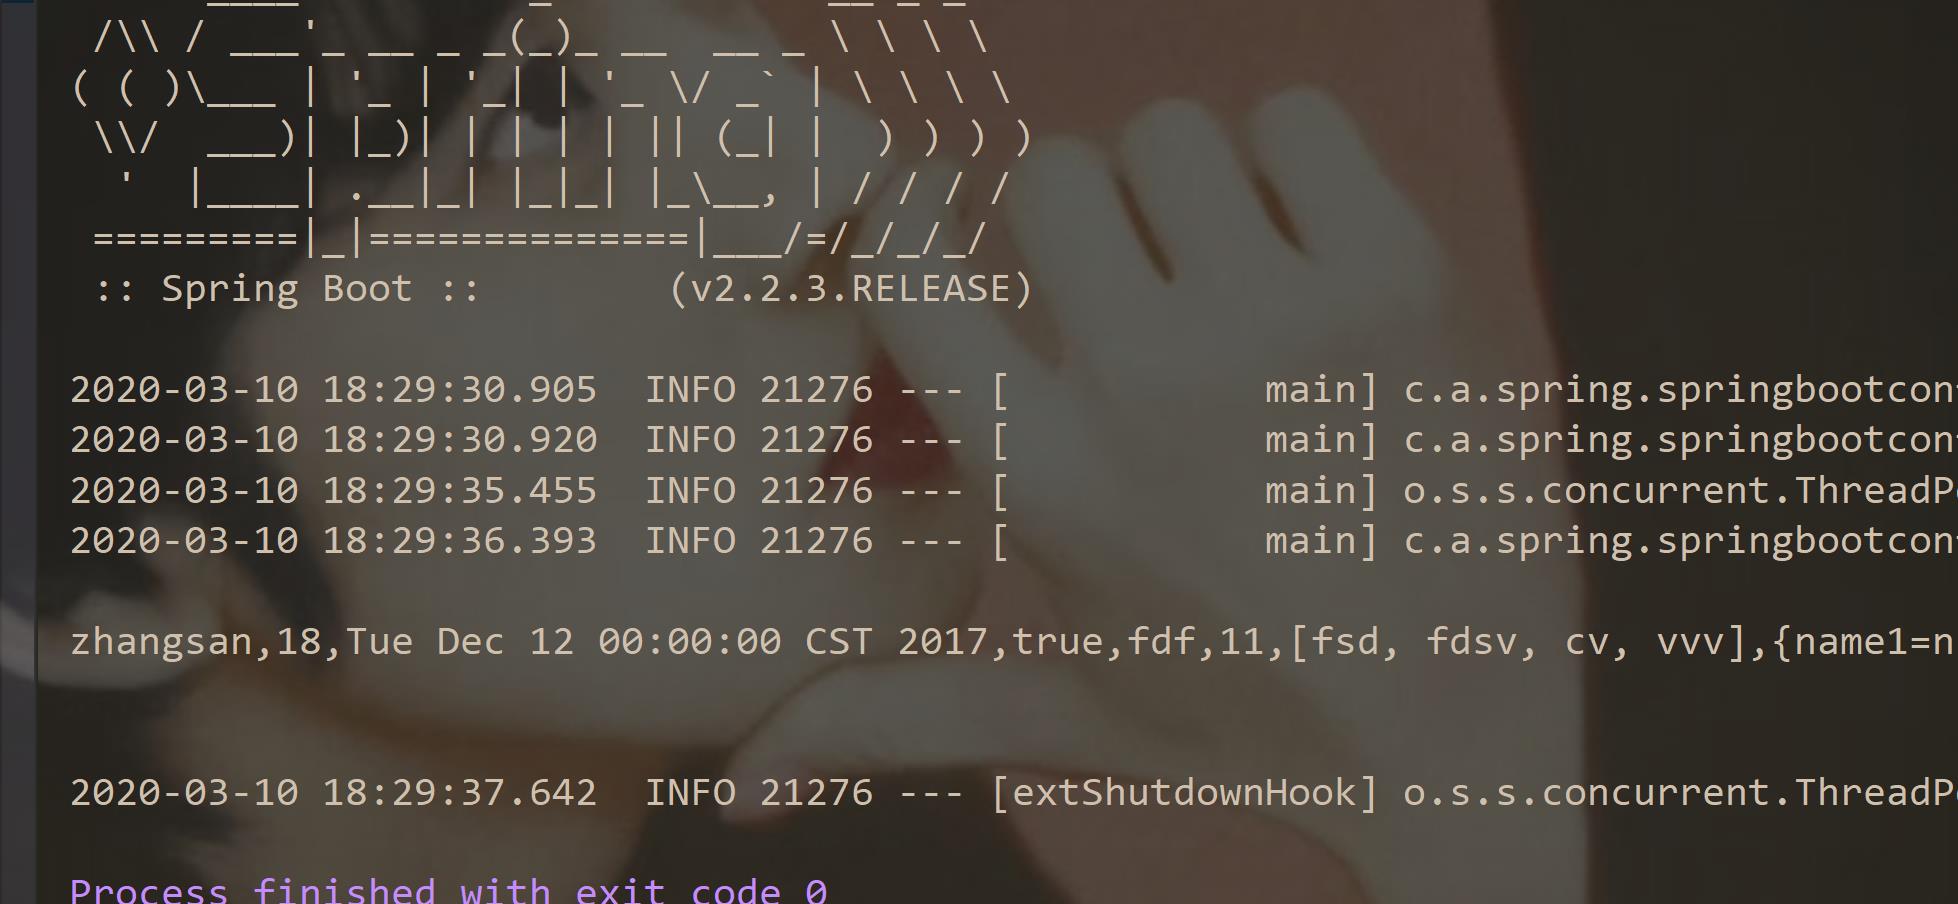 ____          _            __ _ _
 /\\ / ___'_ __ _ _(_)_ __  __ _ \ \ \ \
( ( )\___ | '_ | '_| | '_ \/ _` | \ \ \ \
 \\/  ___)| |_)| | | | | || (_| |  ) ) ) )
  '  |____| .__|_| |_|_| |_\__, | / / / /
 =========|_|==============|___/=/_/_/_/
 :: Spring Boot ::        (v2.2.3.RELEASE)
2020-03-10 18:29:30.905  INFO 21276 --- [           main] c.a.spring.springbootcon
2020-03-10 18:29:30.920  INFO 21276 --- [           main] c.a.spring.springbootcon
2020-03-10 18:29:35.455  INFO 21276 --- [           main] o.s.s.concurrent.ThreadP
2020-03-10 18:29:36.393  INFO 21276 --- [           main] c.a.spring.springbootcon
zhangsan,18,Tue Dec 12 00:00:00 CST 2017,true,fdf,11,[fsd, fdsv, cv, vvv],{name1=n
2020-03-10 18:29:37.642  INFO 21276 --- [extShutdownHook] o.s.s.concurrent.ThreadP
Process finished with exit code 0